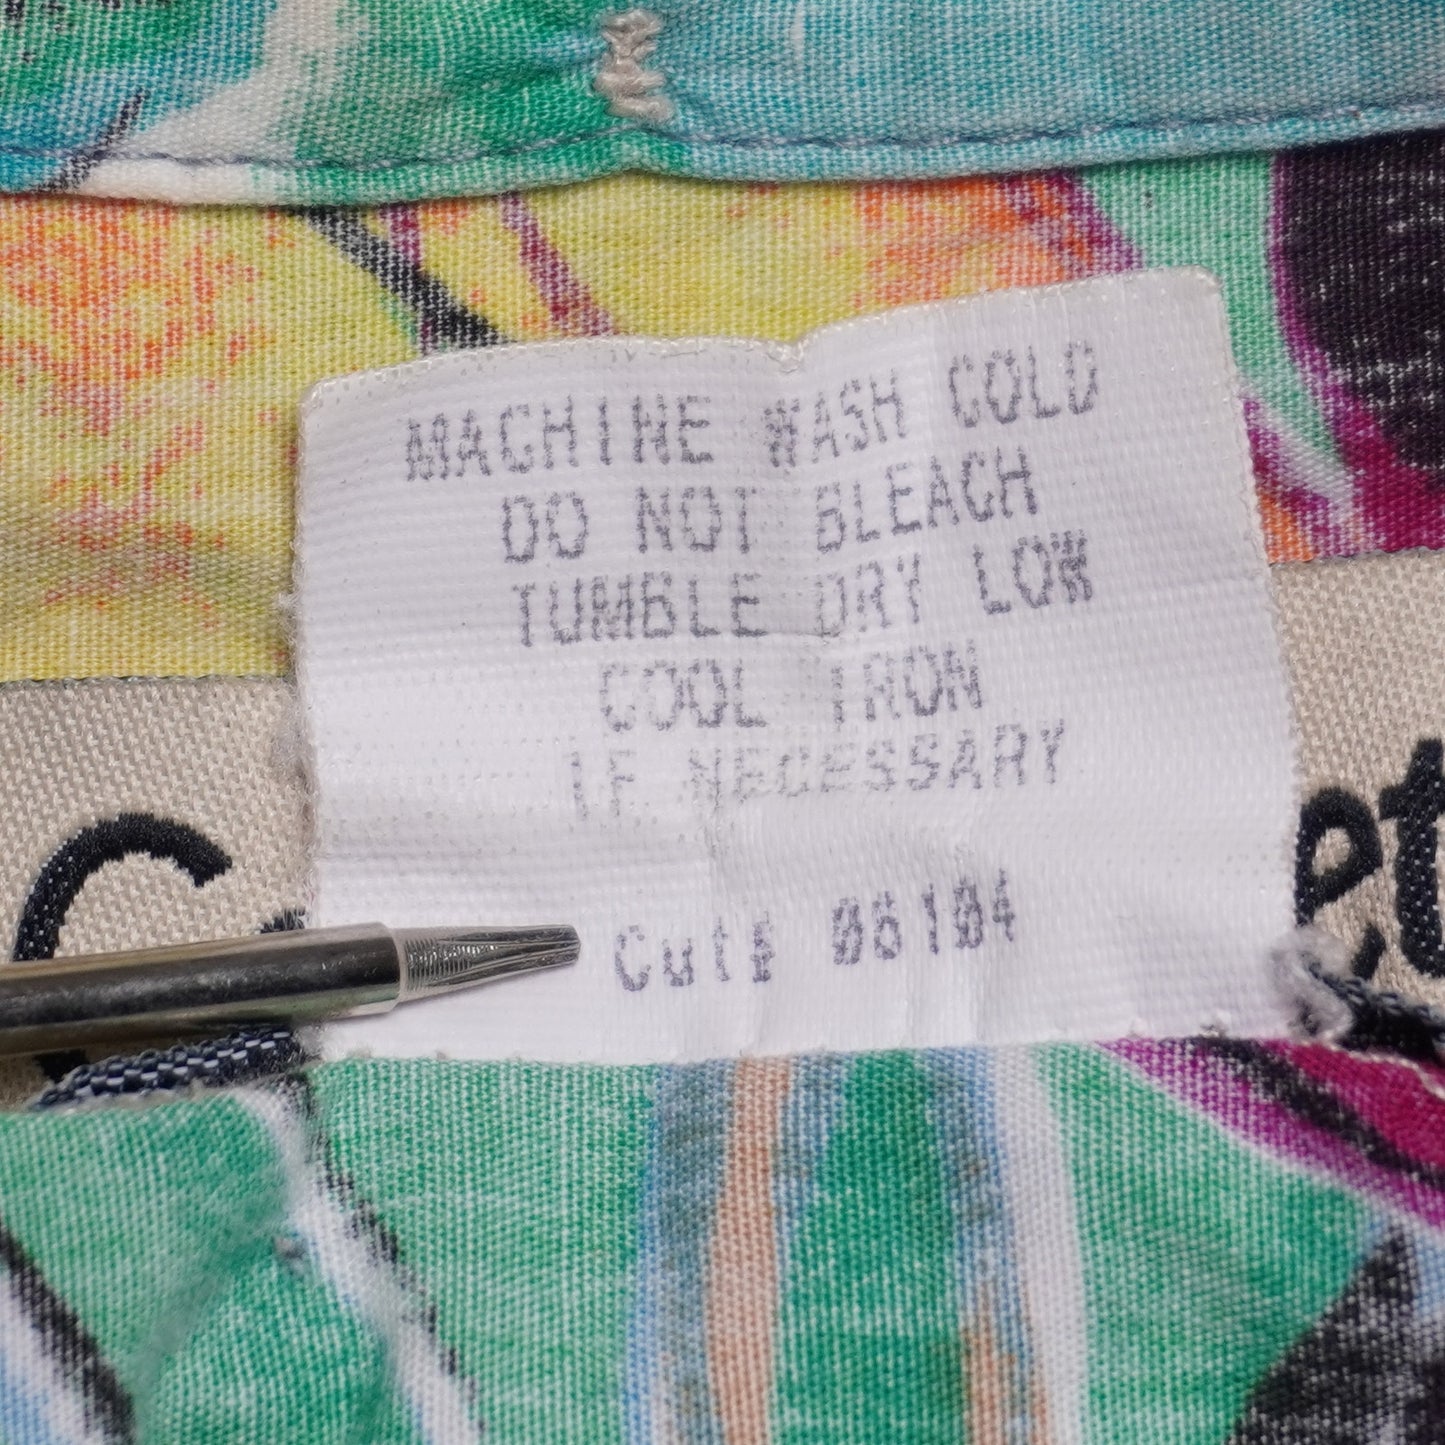 MACHINE WASH COLD
DO NOT BLEACH
TUMBLE DRY LOW
COOL IRON
IF NECESSARY
Cut# 06104